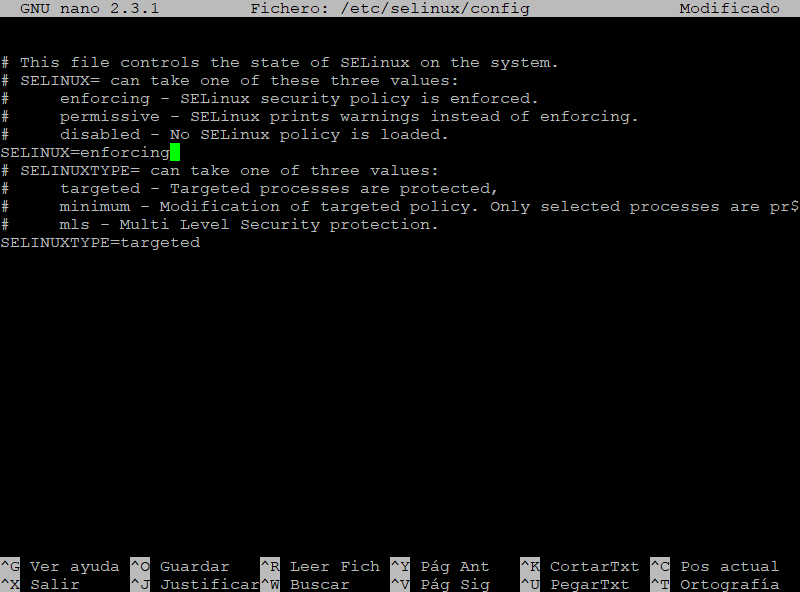 GNU nano 2.3.1 Fichero: /etc/selinux/config Modificado
# This file controls the state of SELinux on the system.
# SELINUX= can take one of these three values:
#     enforcing - SELinux security policy is enforced.
#     permissive - SELinux prints warnings instead of enforcing.
#     disabled - No SELinux policy is loaded.
SELINUX=enforcing
# SELINUXTYPE= can take one of three values:
#     targeted - Targeted processes are protected,
#     minimum - Modification of targeted policy. Only selected processes are pr$
#     mls - Multi Level Security protection.
SELINUXTYPE=targeted
^G Ver ayuda ^O Guardar ^R Leer Fich ^Y Pág Ant ^K CortarTxt ^C Pos actual
^X Salir ^J Justificar ^W Buscar ^V Pág Sig ^U PegarTxt ^T Ortografía